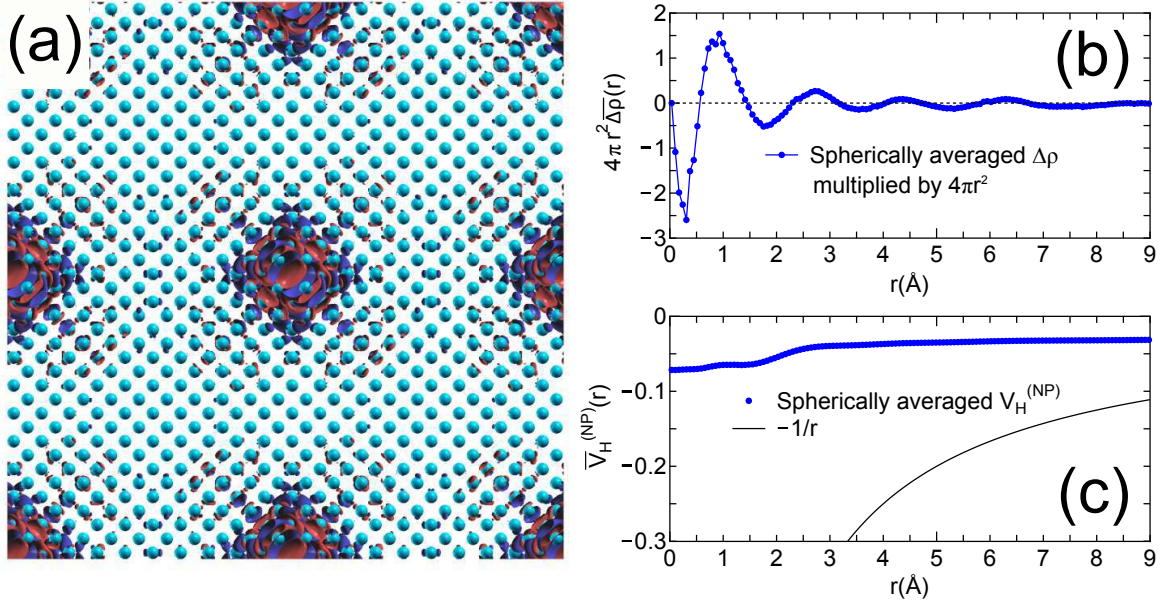 (a)
(b)
2
1
0
−1
−2
−3
4πr²Δρ(r)
Spherically averaged Δρ
multiplied by 4πr²
0 1 2 3 4 5 6 7 8 9
r(Å)
(c)
0
−0.1
−0.2
−0.3
V_H^(NP)(r)
Spherically averaged V_H^(NP)
−1/r
0 1 2 3 4 5 6 7 8 9
r(Å)